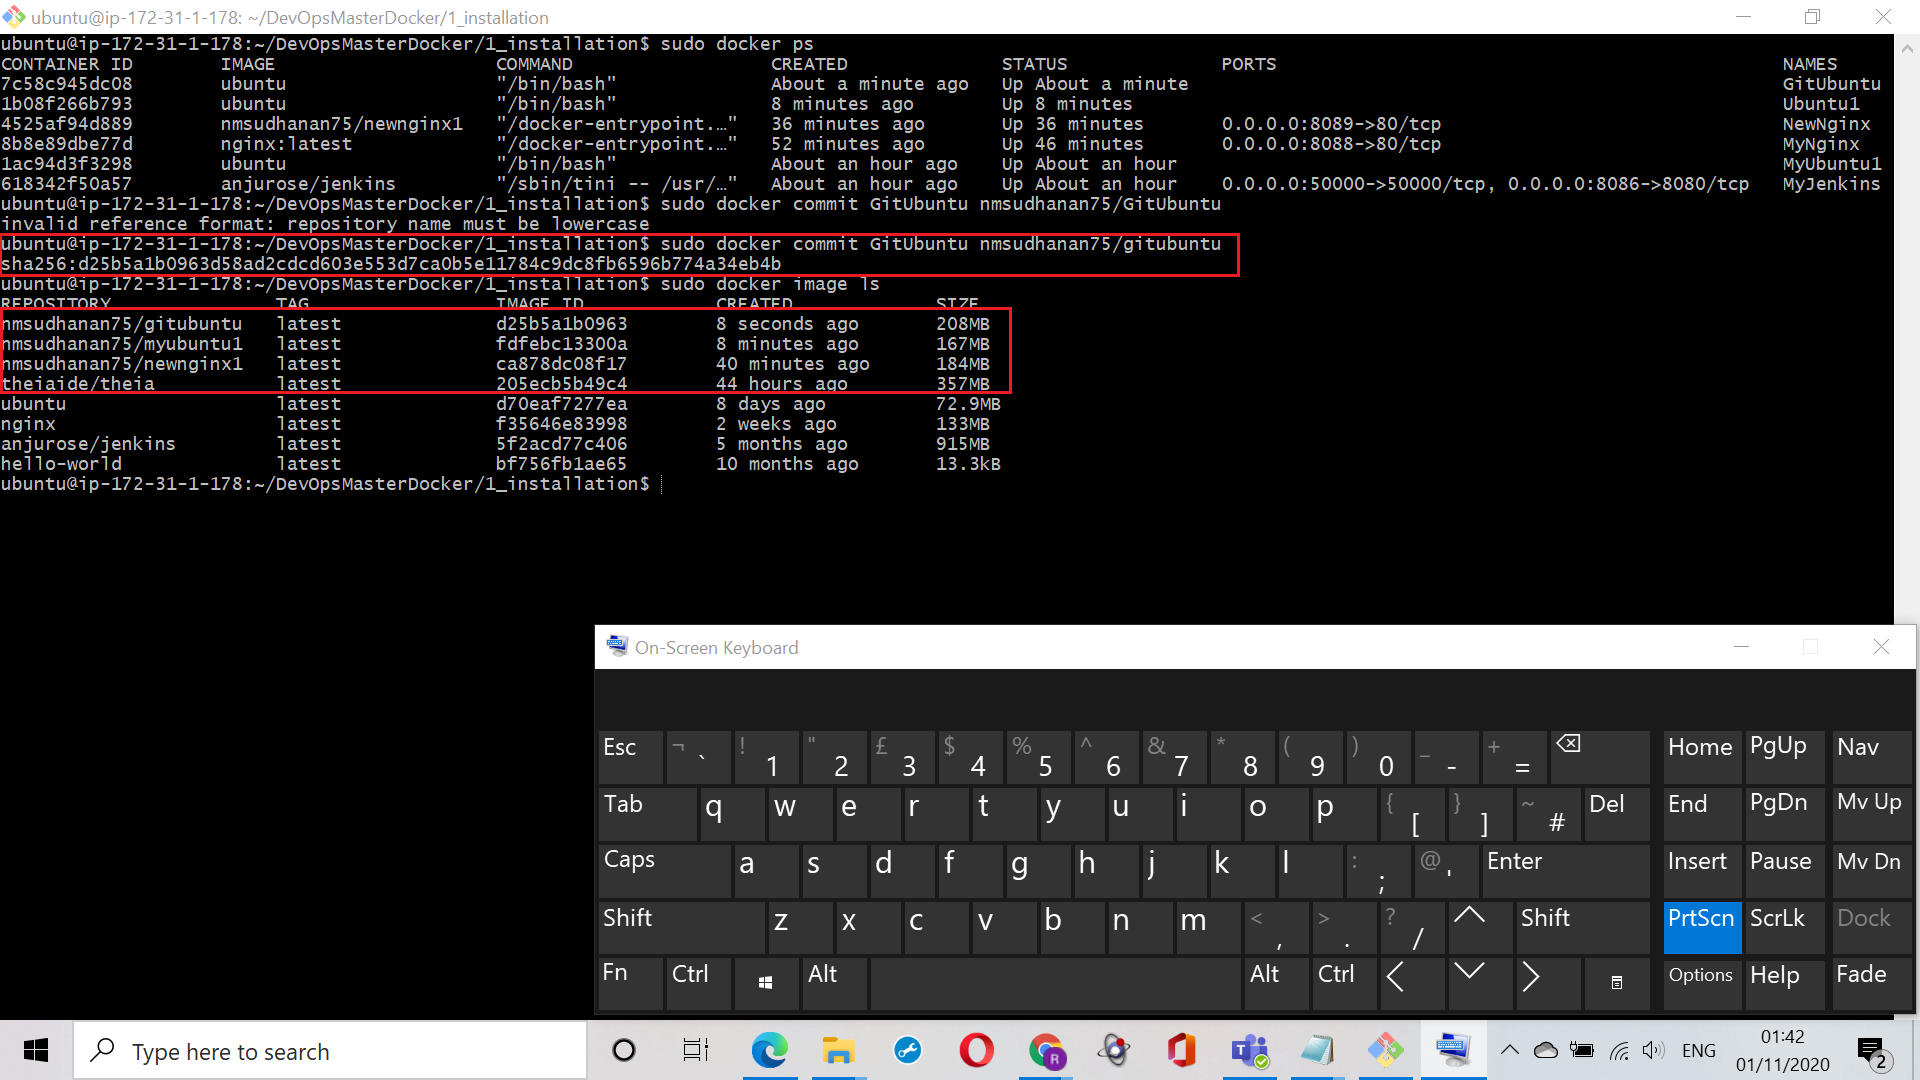 ubuntu@ip-172-31-1-178: ~/DevOpsMasterDocker/1_installation
ubuntu@ip-172-31-1-178:~/DevOpsMasterDocker/1_installation$ sudo docker ps
CONTAINER ID IMAGE COMMAND CREATED STATUS PORTS NAMES
7c58c945dc08 ubuntu "/bin/bash" About a minute ago Up About a minute GitUbuntu
1b08f266b793 ubuntu "/bin/bash" 8 minutes ago Up 8 minutes Ubuntu1
4525af94d889 nmsudhanan75/newnginx1 "/docker-entrypoint.…" 36 minutes ago Up 36 minutes 0.0.0.0:8089->80/tcp NewNginx
8b8e89dbe77d nginx:latest "/docker-entrypoint.…" 52 minutes ago Up 46 minutes 0.0.0.0:8088->80/tcp MyNginx
1ac94d3f3298 ubuntu "/bin/bash" About an hour ago Up About an hour MyUbuntu1
618342f50a57 anjurose/jenkins "/sbin/tini -- /usr/…" About an hour ago Up About an hour 0.0.0.0:50000->50000/tcp, 0.0.0.0:8086->8080/tcp MyJenkins
ubuntu@ip-172-31-1-178:~/DevOpsMasterDocker/1_installation$ sudo docker commit GitUbuntu nmsudhanan75/GitUbuntu
invalid reference format: repository name must be lowercase
ubuntu@ip-172-31-1-178:~/DevOpsMasterDocker/1_installation$ sudo docker commit GitUbuntu nmsudhanan75/gitubuntu
sha256:d25b5a1b0963d58ad2cdcd603e553d7ca0b5e11784c9dc8fb6596b774a34eb4b
ubuntu@ip-172-31-1-178:~/DevOpsMasterDocker/1_installation$ sudo docker image ls
REPOSITORY TAG IMAGE ID CREATED SIZE
nmsudhanan75/gitubuntu latest d25b5a1b0963 8 seconds ago 208MB
nmsudhanan75/myubuntu1 latest fdfebc13300a 8 minutes ago 167MB
nmsudhanan75/newnginx1 latest ca878dc08f17 40 minutes ago 184MB
theiaide/theia latest 205ecb5b49c4 44 hours ago 357MB
ubuntu latest d70eaf7277ea 8 days ago 72.9MB
nginx latest f35646e83998 2 weeks ago 133MB
anjurose/jenkins latest 5f2acd77c406 5 months ago 915MB
hello-world latest bf756fb1ae65 10 months ago 13.3kB
ubuntu@ip-172-31-1-178:~/DevOpsMasterDocker/1_installation$
On-Screen Keyboard
Esc ¬ ` ! 1 " 2 £ 3 $ 4 % 5 ^ 6 & 7 * 8 ( 9 ) 0 _ - + = Home PgUp Nav
Tab q w e r t y u i o p { [ } ] ~ # Del End PgDn Mv Up
Caps a s d f g h j k l : ; @ ' Enter Insert Pause Mv Dn
Shift z x c v b n m < , > . ? / Shift PrtScn ScrLk Dock
Fn Ctrl Alt Alt Ctrl Options Help Fade
Type here to search
R
ENG
01:42
01/11/2020
2